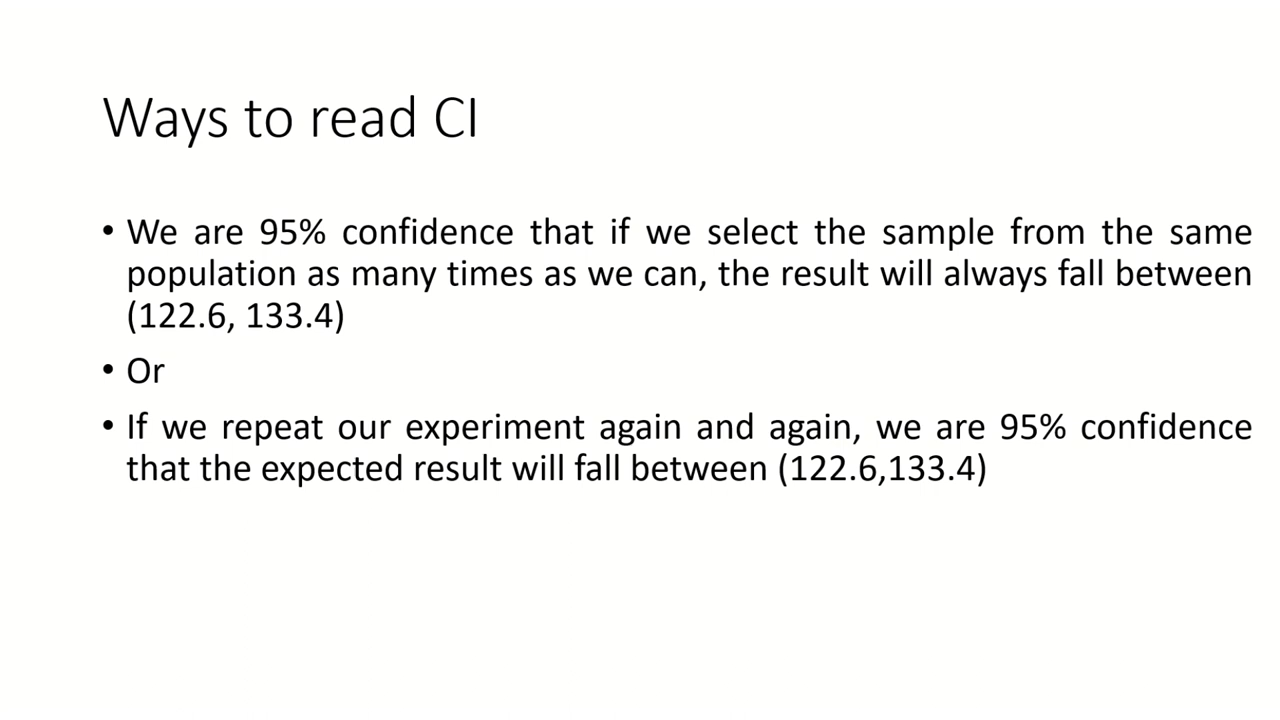 Ways to read CI
• We are 95% confidence that if we select the sample from the same
population as many times as we can, the result will always fall between
(122.6, 133.4)
• Or
• If we repeat our experiment again and again, we are 95% confidence
that the expected result will fall between (122.6,133.4)